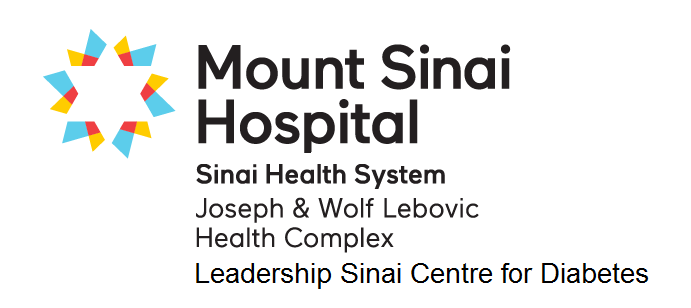 Mount Sinai
Hospital
Sinai Health System
Joseph & Wolf Lebovic
Health Complex
Leadership Sinai Centre for Diabetes